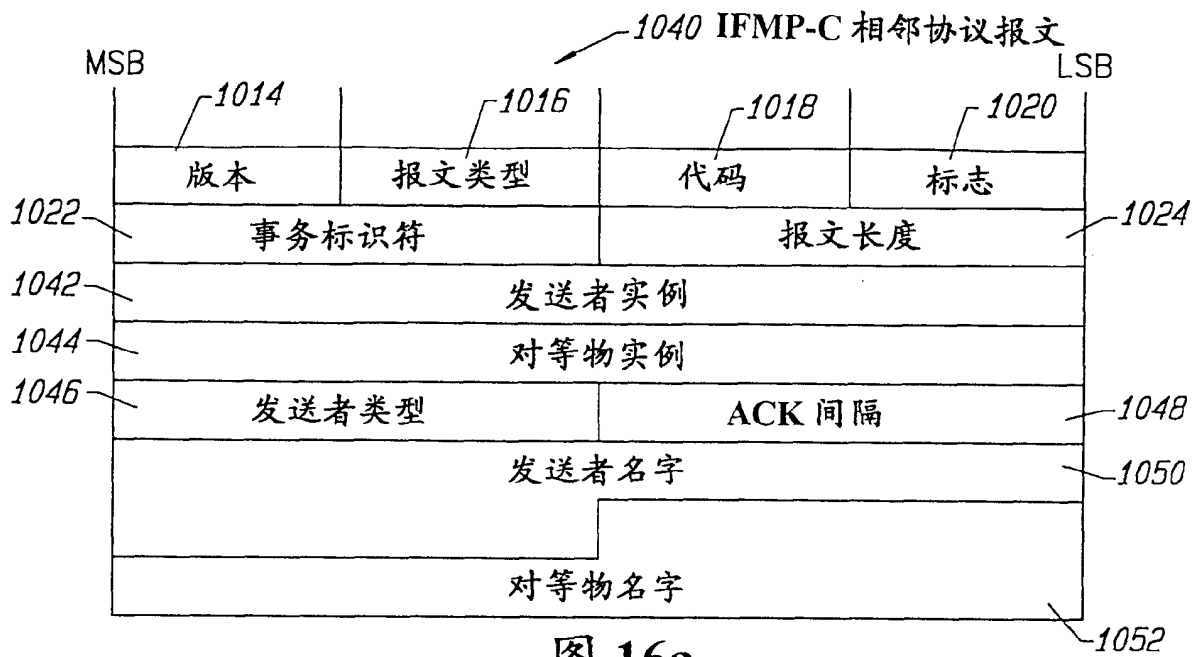 1040 IFMP-C 相邻协议报文
MSB LSB
1014 1016 1018 1020
版本 报文类型 代码 标志
1022 事务标识符 报文长度 1024
1042 发送者实例
1044 对等物实例
1046 发送者类型 ACK 间隔 1048
发送者名字 1050
对等物名字
1052